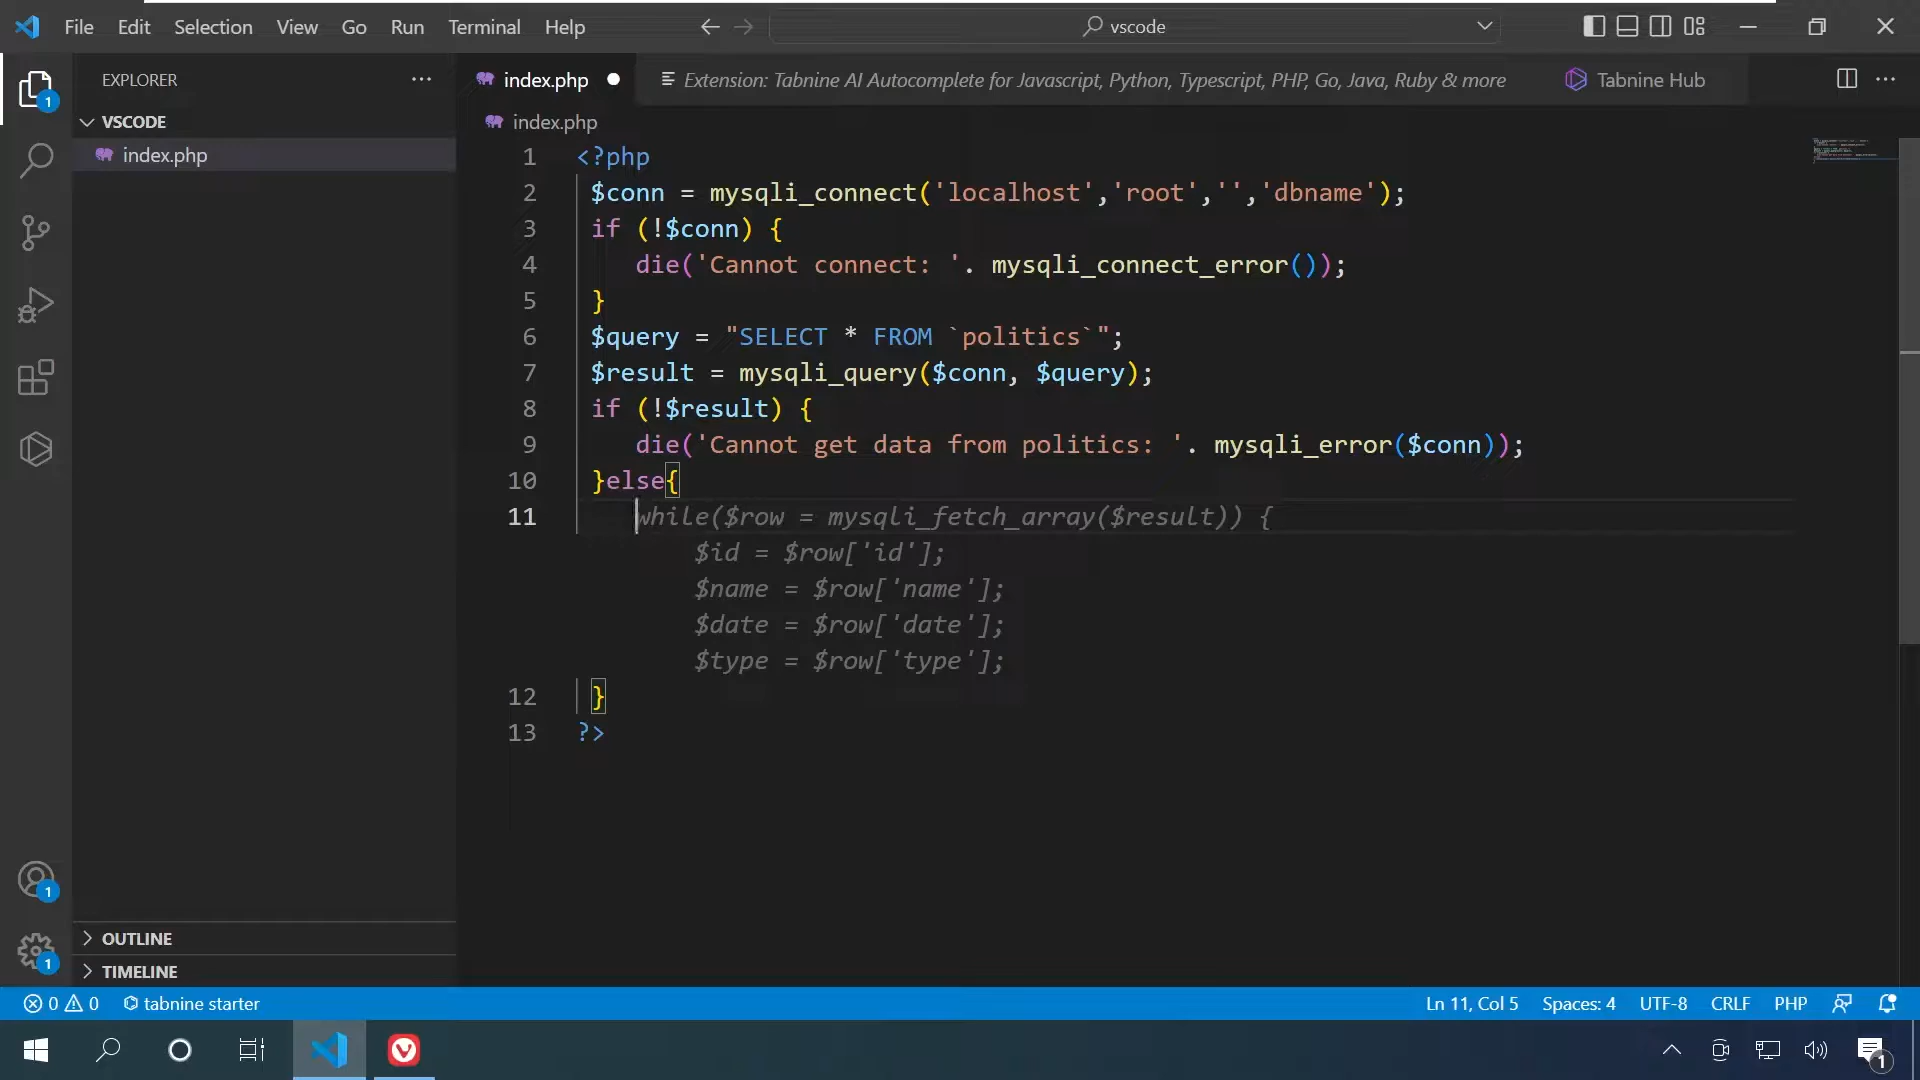 File Edit Selection View Go Run Terminal Help
vscode
EXPLORER
index.php
Extension: Tabnine AI Autocomplete for Javascript, Python, Typescript, PHP, Go, Java, Ruby & more
Tabnine Hub
1
VSCODE
index.php
index.php
1 <?php
2 $conn = mysqli_connect('localhost','root','','dbname');
3 if (!$conn) {
4 die('Cannot connect: '. mysqli_connect_error());
5 }
6 $query = "SELECT * FROM `politics`";
7 $result = mysqli_query($conn, $query);
8 if (!$result) {
9 die('Cannot get data from politics: '. mysqli_error($conn));
10 }else{
11 while($row = mysqli_fetch_array($result)) {
$id = $row['id'];
$name = $row['name'];
$date = $row['date'];
$type = $row['type'];
12 }
13 ?>
1
OUTLINE
1
TIMELINE
0 0 tabnine starter
Ln 11, Col 5 Spaces: 4 UTF-8 CRLF PHP
1